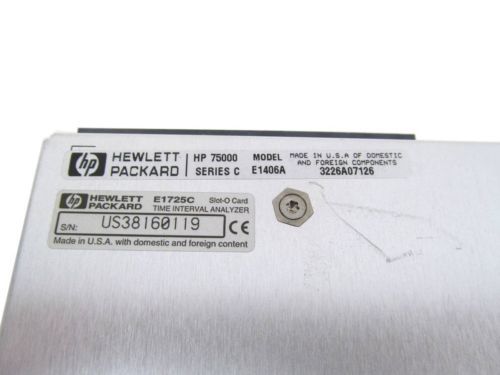 hp HEWLETT PACKARD HP 75000 SERIES C MODEL E1406A MADE IN U.S.A OF DOMESTIC AND FOREIGN COMPONENTS 3226A07126
hp HEWLETT PACKARD E1725C Slot-O Card
TIME INTERVAL ANALYZER
S/N: US38160119 CE
Made in U.S.A. with domestic and foreign content